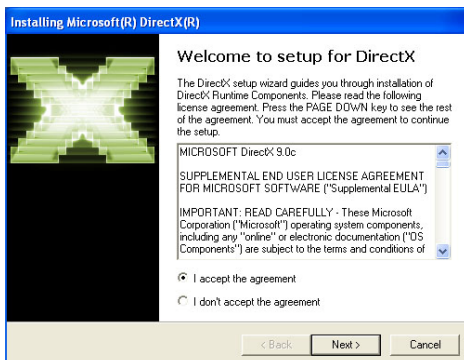 Installing Microsoft(R) DirectX(R)
Welcome to setup for DirectX
The DirectX setup wizard guides you through installation of
DirectX Runtime Components. Please read the following
license agreement. Press the PAGE DOWN key to see the rest
of the agreement. You must accept the agreement to continue
the setup.
MICROSOFT DirectX 9.0c
SUPPLEMENTAL END USER LICENSE AGREEMENT
FOR MICROSOFT SOFTWARE ("Supplemental EULA")
IMPORTANT: READ CAREFULLY - These Microsoft
Corporation ("Microsoft") operating system components,
including any "online" or electronic documentation ("OS
Components") are subject to the terms and conditions of
I accept the agreement
I don't accept the agreement
< Back
Next >
Cancel